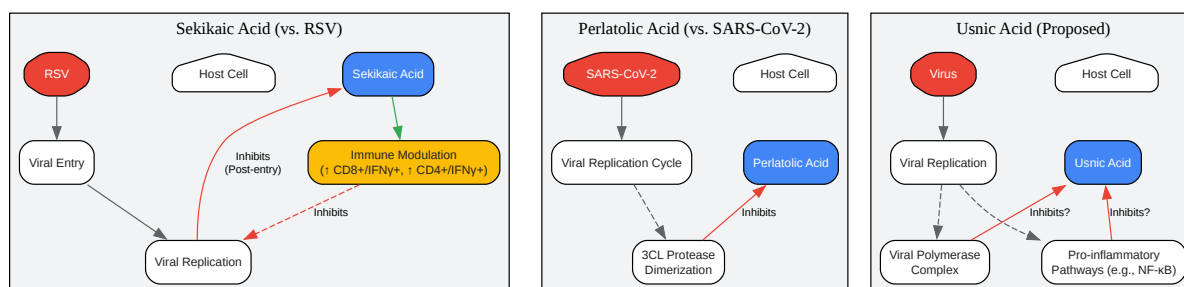 Sekikaic Acid (vs. RSV)
RSV
Host Cell
Sekikaic Acid
Viral Entry
Inhibits
(Post-entry)
Immune Modulation
(↑ CD8+/IFNγ+, ↑ CD4+/IFNγ+)
Inhibits
Viral Replication
Perlatolic Acid (vs. SARS-CoV-2)
SARS-CoV-2
Host Cell
Viral Replication Cycle
Perlatolic Acid
Inhibits
3CL Protease
Dimerization
Usnic Acid (Proposed)
Virus
Host Cell
Viral Replication
Usnic Acid
Inhibits?
Inhibits?
Viral Polymerase
Complex
Pro-inflammatory
Pathways (e.g., NF-κB)